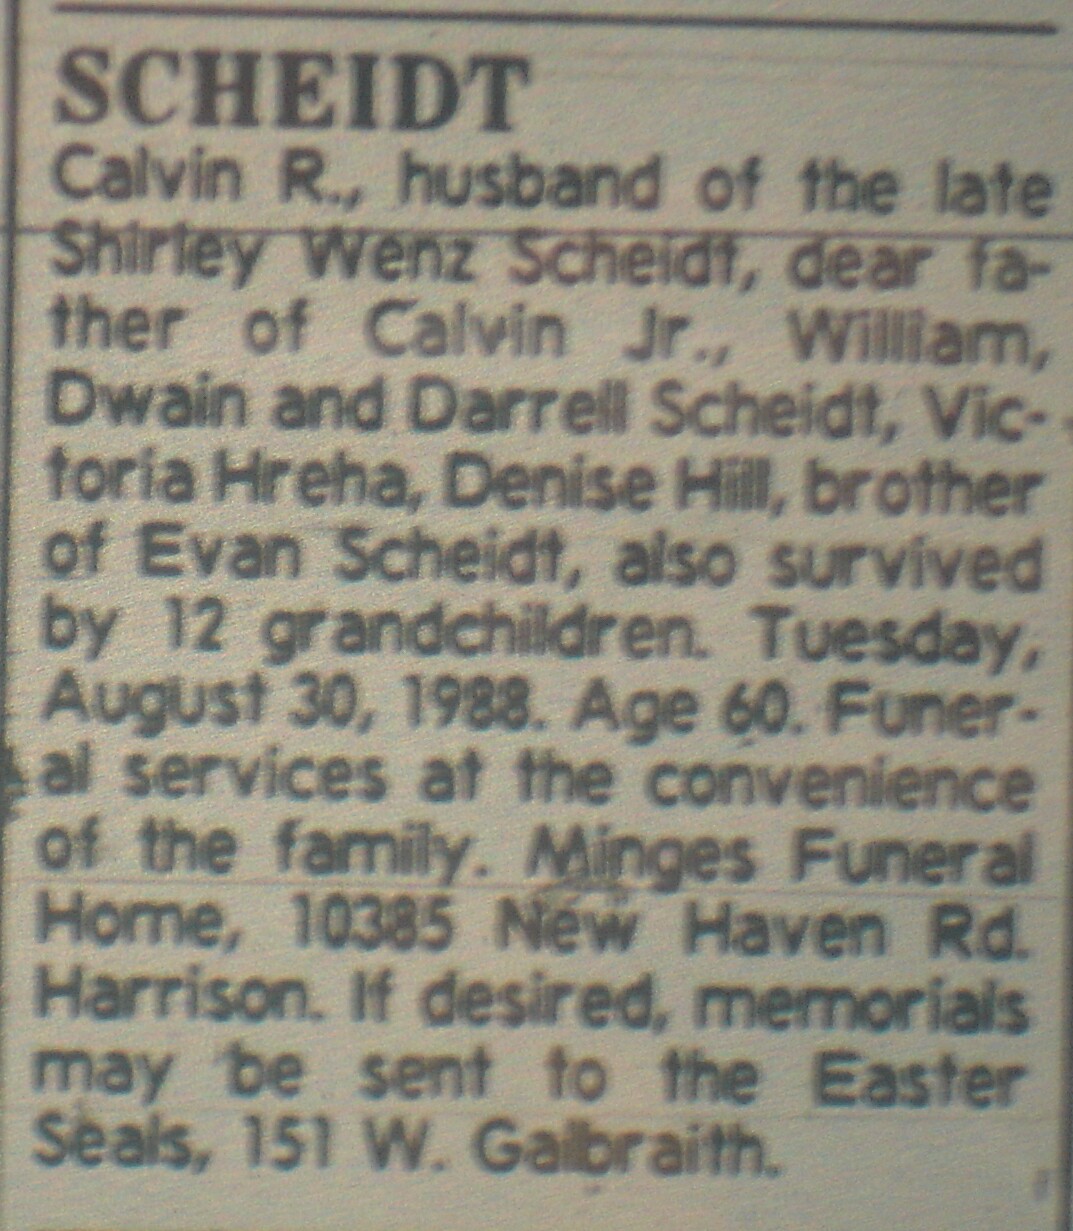 SCHEIDT
Calvin R., husband of the late
Shirley Wenz Scheidt, dear fa-
ther of Calvin Jr., William,
Dwain and Darrell Scheidt, Vic-
toria Hreha, Denise Hill, brother
of Evan Scheidt, also survived
by 12 grandchildren. Tuesday,
August 30, 1988. Age 60. Funer-
al services at the convenience
of the family. Minges Funeral
Home, 10385 New Haven Rd.
Harrison. If desired, memorials
may be sent to the Easter
Seals, 151 W. Galbraith.